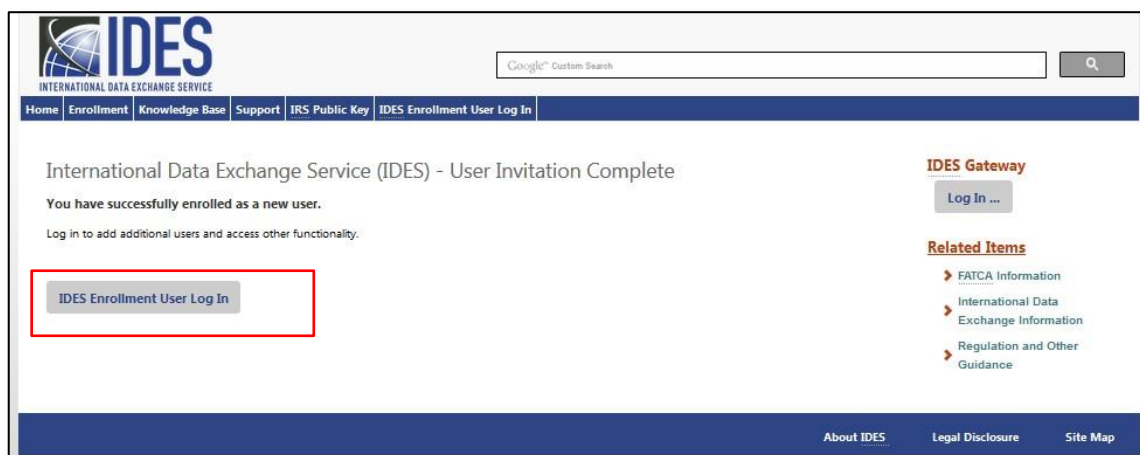 IDES
INTERNATIONAL DATA EXCHANGE SERVICE
Google™ Custom Search
Home Enrollment Knowledge Base Support IRS Public Key IDES Enrollment User Log In
International Data Exchange Service (IDES) - User Invitation Complete
You have successfully enrolled as a new user.
Log in to add additional users and access other functionality.
IDES Enrollment User Log In
IDES Gateway
Log In ...
Related Items
FATCA Information
International Data
Exchange Information
Regulation and Other
Guidance
About IDES Legal Disclosure Site Map